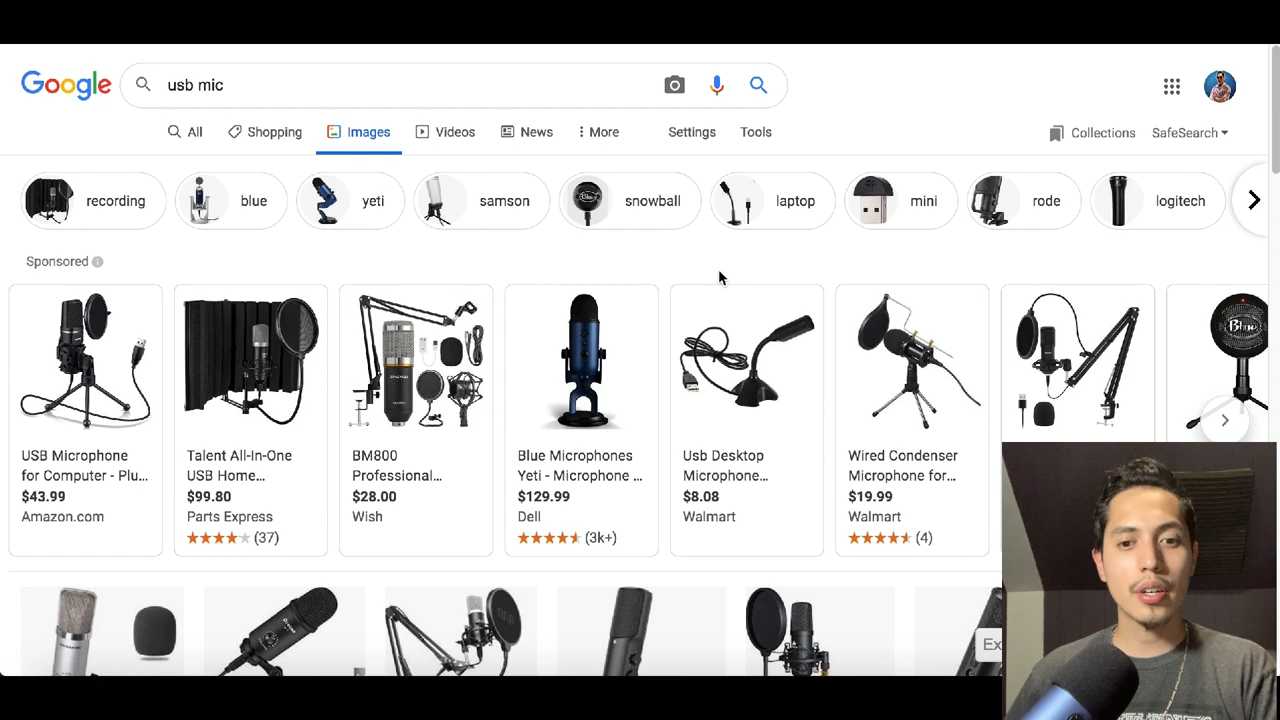 Google
usb mic
All
Shopping
Images
Videos
News
More
Settings
Tools
Collections
SafeSearch
recording
blue
yeti
samson
snowball
laptop
mini
rode
logitech
Sponsored
USB Microphone
for Computer - Plu...
$43.99
Amazon.com
Talent All-In-One
USB Home...
$99.80
Parts Express
(37)
BM800
Professional...
$28.00
Wish
Blue Microphones
Yeti - Microphone ...
$129.99
Dell
(3k+)
Usb Desktop
Microphone...
$8.08
Walmart
Wired Condenser
Microphone for...
$19.99
Walmart
(4)
Blue
Ex